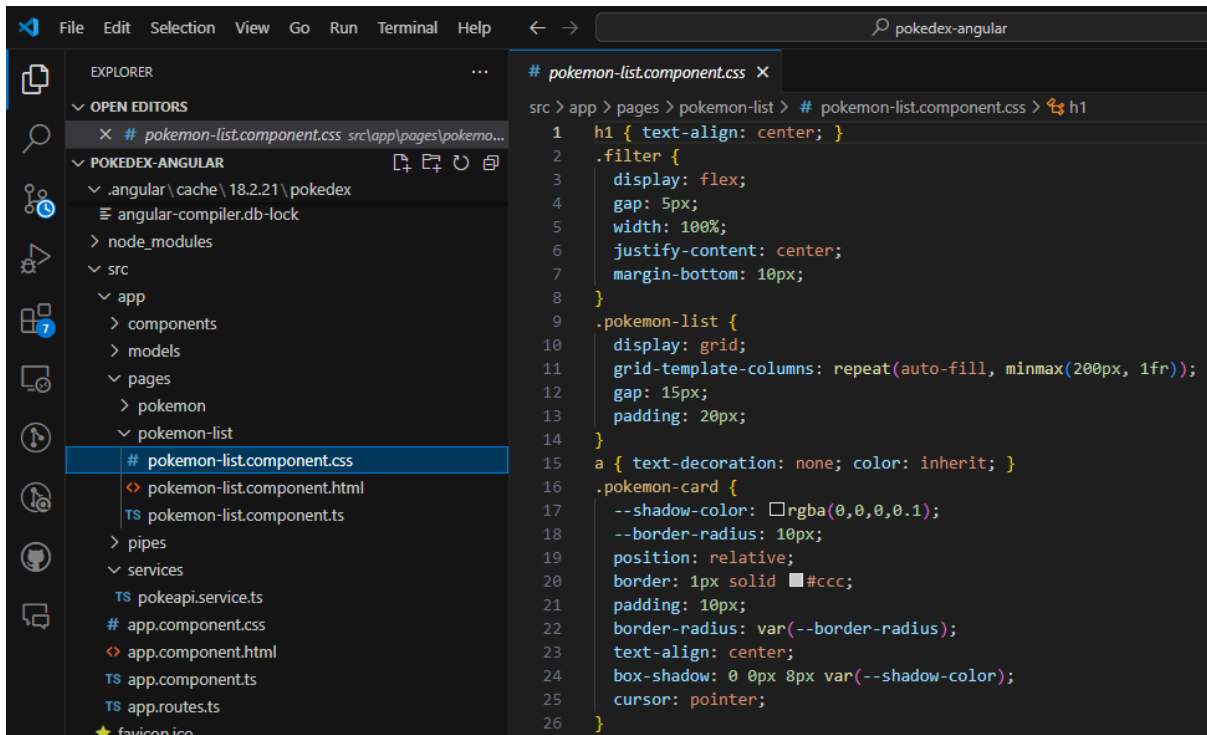 File Edit Selection View Go Run Terminal Help
pokedex-angular
EXPLORER
OPEN EDITORS
# pokemon-list.component.css src\app\pages\pokemo...
POKEDEX-ANGULAR
.angular\cache\18.2.21\pokedex
angular-compiler.db-lock
node_modules
src
app
components
models
pages
pokemon
pokemon-list
# pokemon-list.component.css
<> pokemon-list.component.html
TS pokemon-list.component.ts
pipes
services
TS pokeapi.service.ts
# app.component.css
<> app.component.html
TS app.component.ts
TS app.routes.ts
favicon.ico
7
# pokemon-list.component.css
src > app > pages > pokemon-list > # pokemon-list.component.css > h1
1 h1 { text-align: center; }
2 .filter {
3 display: flex;
4 gap: 5px;
5 width: 100%;
6 justify-content: center;
7 margin-bottom: 10px;
8 }
9 .pokemon-list {
10 display: grid;
11 grid-template-columns: repeat(auto-fill, minmax(200px, 1fr));
12 gap: 15px;
13 padding: 20px;
14 }
15 a { text-decoration: none; color: inherit; }
16 .pokemon-card {
17 --shadow-color: rgba(0,0,0,0.1);
18 --border-radius: 10px;
19 position: relative;
20 border: 1px solid #ccc;
21 padding: 10px;
22 border-radius: var(--border-radius);
23 text-align: center;
24 box-shadow: 0 0px 8px var(--shadow-color);
25 cursor: pointer;
26 }